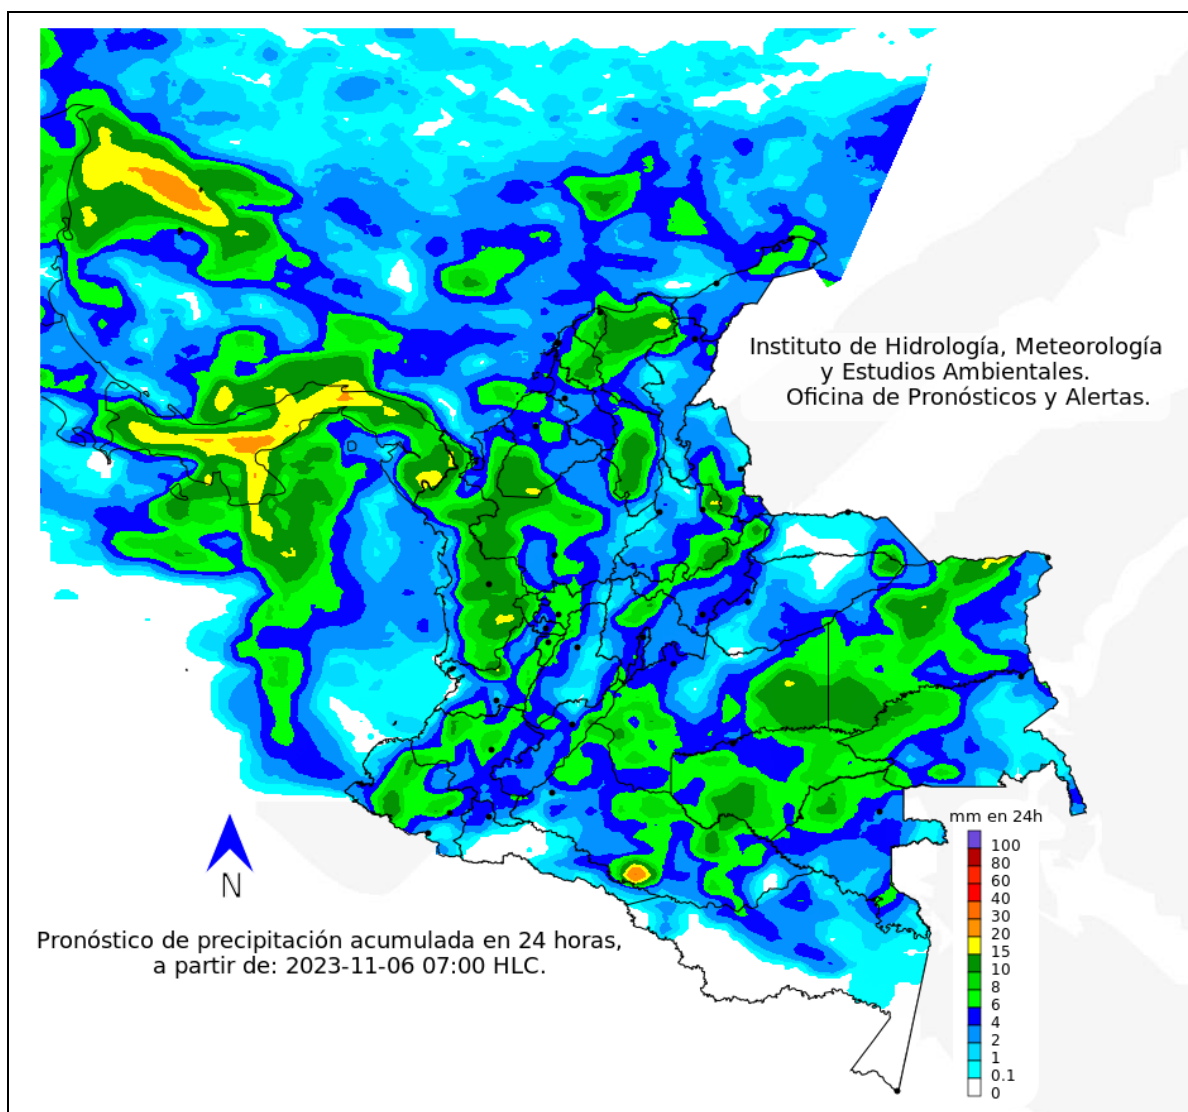 Instituto de Hidrología, Meteorología
y Estudios Ambientales.
Oficina de Pronósticos y Alertas.
mm en 24h
100
80
60
40
30
20
15
10
8
6
4
2
1
0.1
0
N
Pronóstico de precipitación acumulada en 24 horas,
a partir de: 2023-11-06 07:00 HLC.